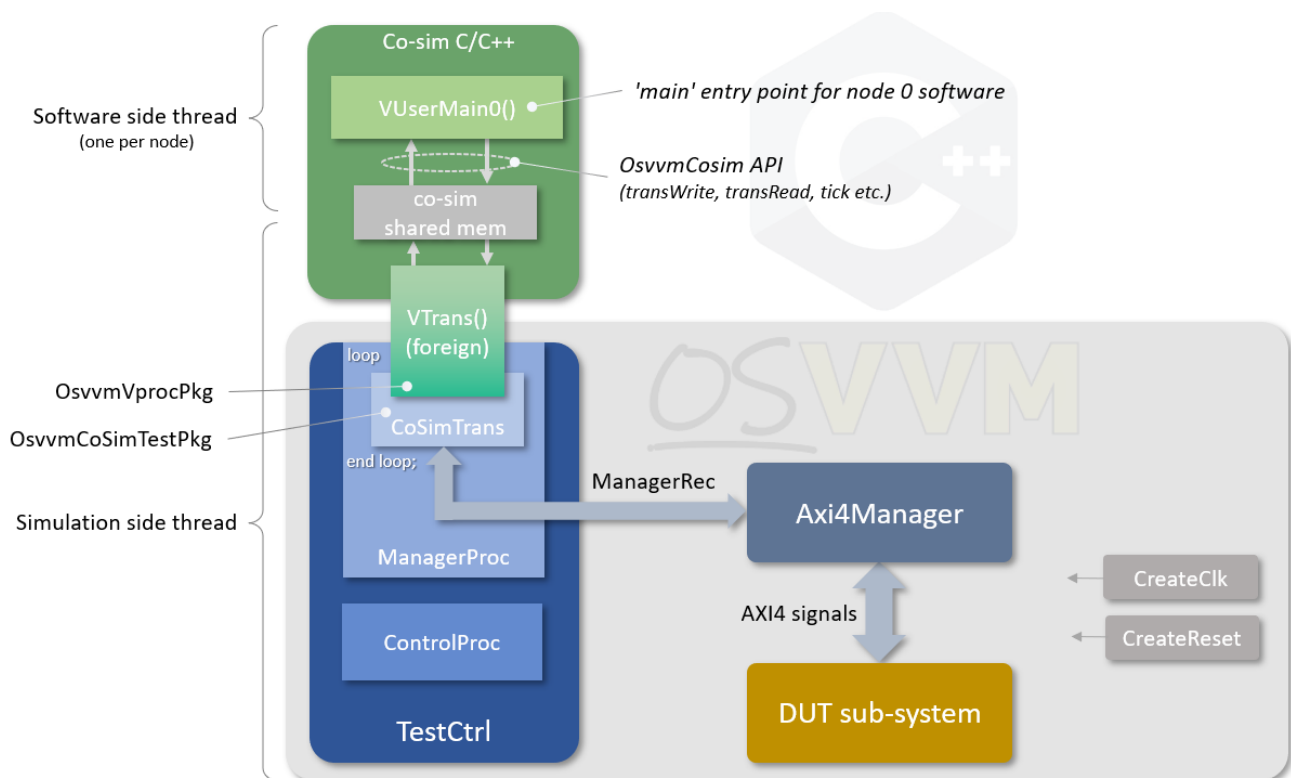 Co-sim C/C++
VUserMain0()
'main' entry point for node 0 software
Software side thread
(one per node)
OsvvmCosim API
(transWrite, transRead, tick etc.)
C++
co-sim
shared mem
VTrans()
(foreign)
loop
OsvvmVprocPkg
OsvvmCoSimTestPkg
CoSimTrans
end loop;
OSVVM
ManagerRec
Axi4Manager
Simulation side thread
ManagerProc
CreateClk
AXI4 signals
CreateReset
ControlProc
DUT sub-system
TestCtrl